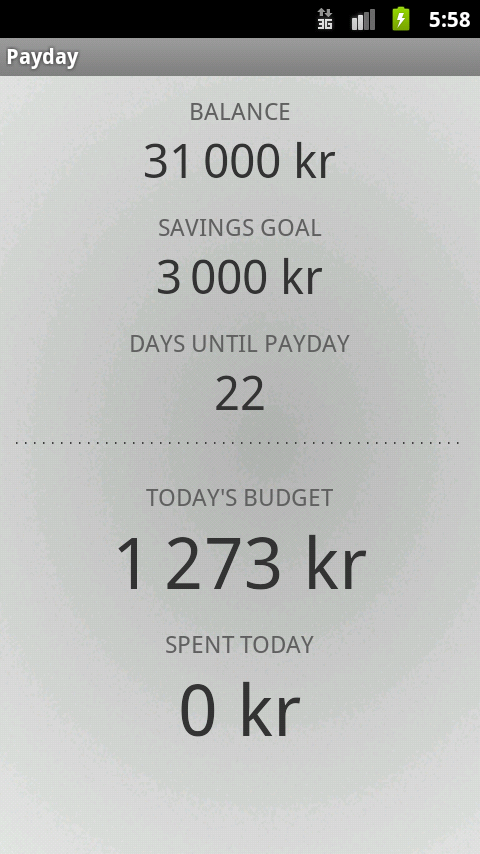 3G 5:58
Payday
BALANCE
31 000 kr
SAVINGS GOAL
3 000 kr
DAYS UNTIL PAYDAY
22
TODAY'S BUDGET
1 273 kr
SPENT TODAY
0 kr